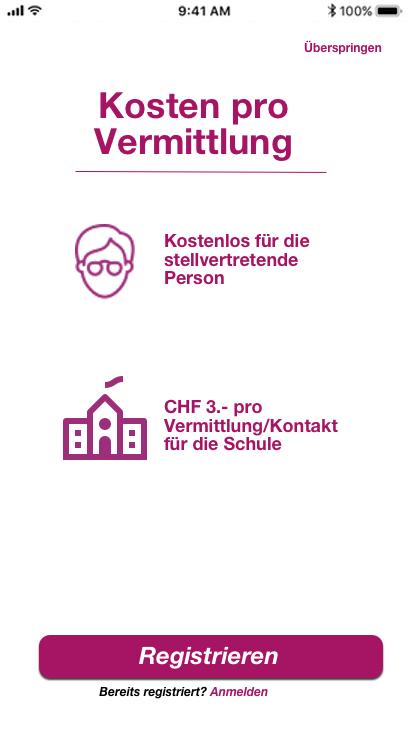 9:41 AM
100%
Überspringen
Kosten pro
Vermittlung
Kostenlos für die
stellvertretende
Person
CHF 3.- pro
Vermittlung/Kontakt
für die Schule
Registrieren
Bereits registriert? Anmelden